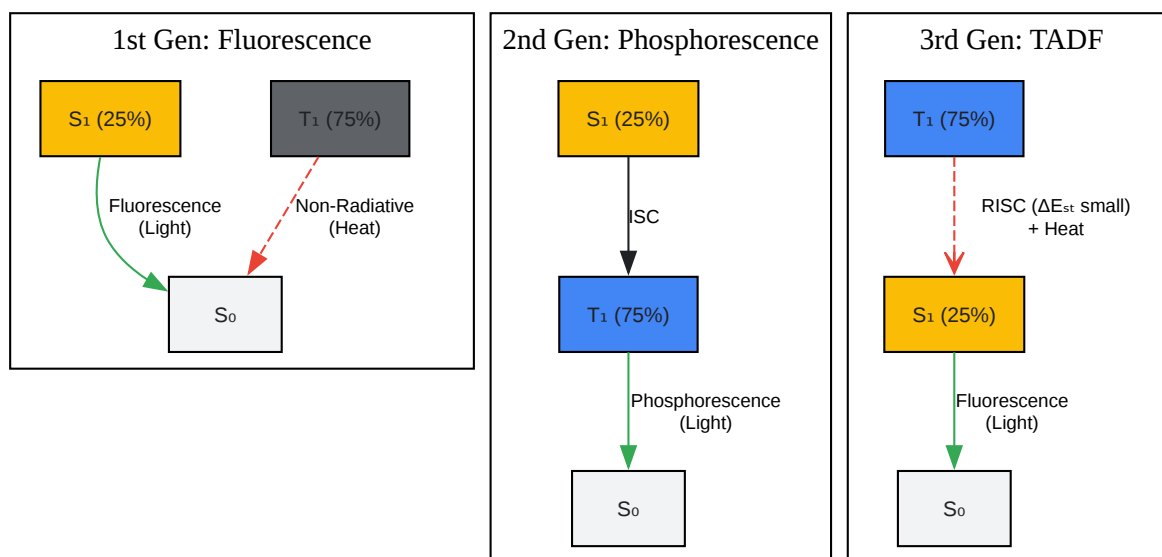 1st Gen: Fluorescence
S₁ (25%)
T₁ (75%)
Fluorescence
(Light)
Non-Radiative
(Heat)
S₀
2nd Gen: Phosphorescence
S₁ (25%)
ISC
T₁ (75%)
Phosphorescence
(Light)
S₀
3rd Gen: TADF
T₁ (75%)
RISC (ΔEₛₜ small)
+ Heat
S₁ (25%)
Fluorescence
(Light)
S₀